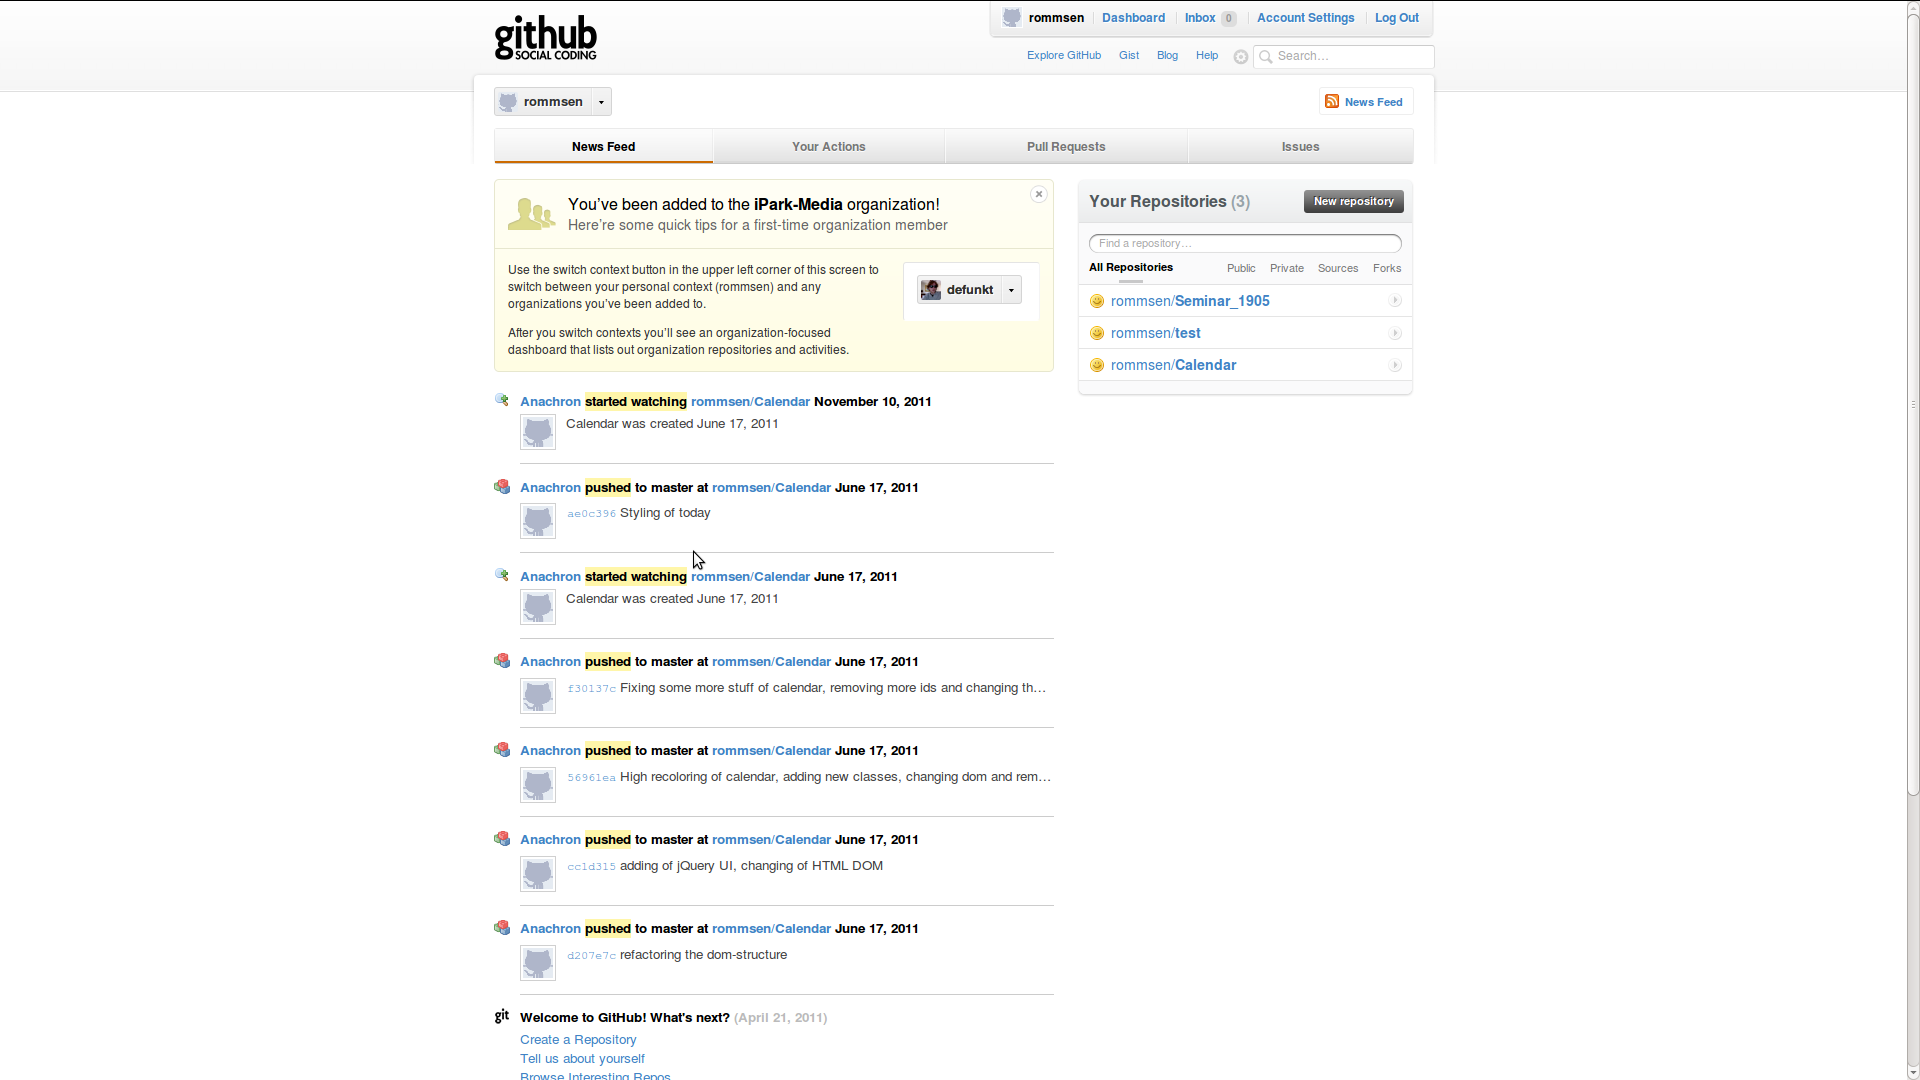 github
SOCIAL CODING
rommsen
Dashboard
Inbox 0
Account Settings
Log Out
Explore GitHub
Gist
Blog
Help
Search...
rommsen
News Feed
News Feed
Your Actions
Pull Requests
Issues
You've been added to the iPark-Media organization!
Here's some quick tips for a first-time organization member
Use the switch context button in the upper left corner of this screen to
switch between your personal context (rommsen) and any
organizations you've been added to.
After you switch contexts you'll see an organization-focused
dashboard that lists out organization repositories and activities.
defunkt
Your Repositories (3)
New repository
Find a repository…
All Repositories
Public
Private
Sources
Forks
rommsen/Seminar_1905
rommsen/test
rommsen/Calendar
Anachron started watching rommsen/Calendar November 10, 2011
Calendar was created June 17, 2011
Anachron pushed to master at rommsen/Calendar June 17, 2011
ae0c396 Styling of today
Anachron started watching rommsen/Calendar June 17, 2011
Calendar was created June 17, 2011
Anachron pushed to master at rommsen/Calendar June 17, 2011
f30137c Fixing some more stuff of calendar, removing more ids and changing th…
Anachron pushed to master at rommsen/Calendar June 17, 2011
56961ea High recoloring of calendar, adding new classes, changing dom and rem…
Anachron pushed to master at rommsen/Calendar June 17, 2011
cc1d315 adding of jQuery UI, changing of HTML DOM
Anachron pushed to master at rommsen/Calendar June 17, 2011
d207e7c refactoring the dom-structure
git Welcome to GitHub! What's next? (April 21, 2011)
Create a Repository
Tell us about yourself
Browse Interesting Repos